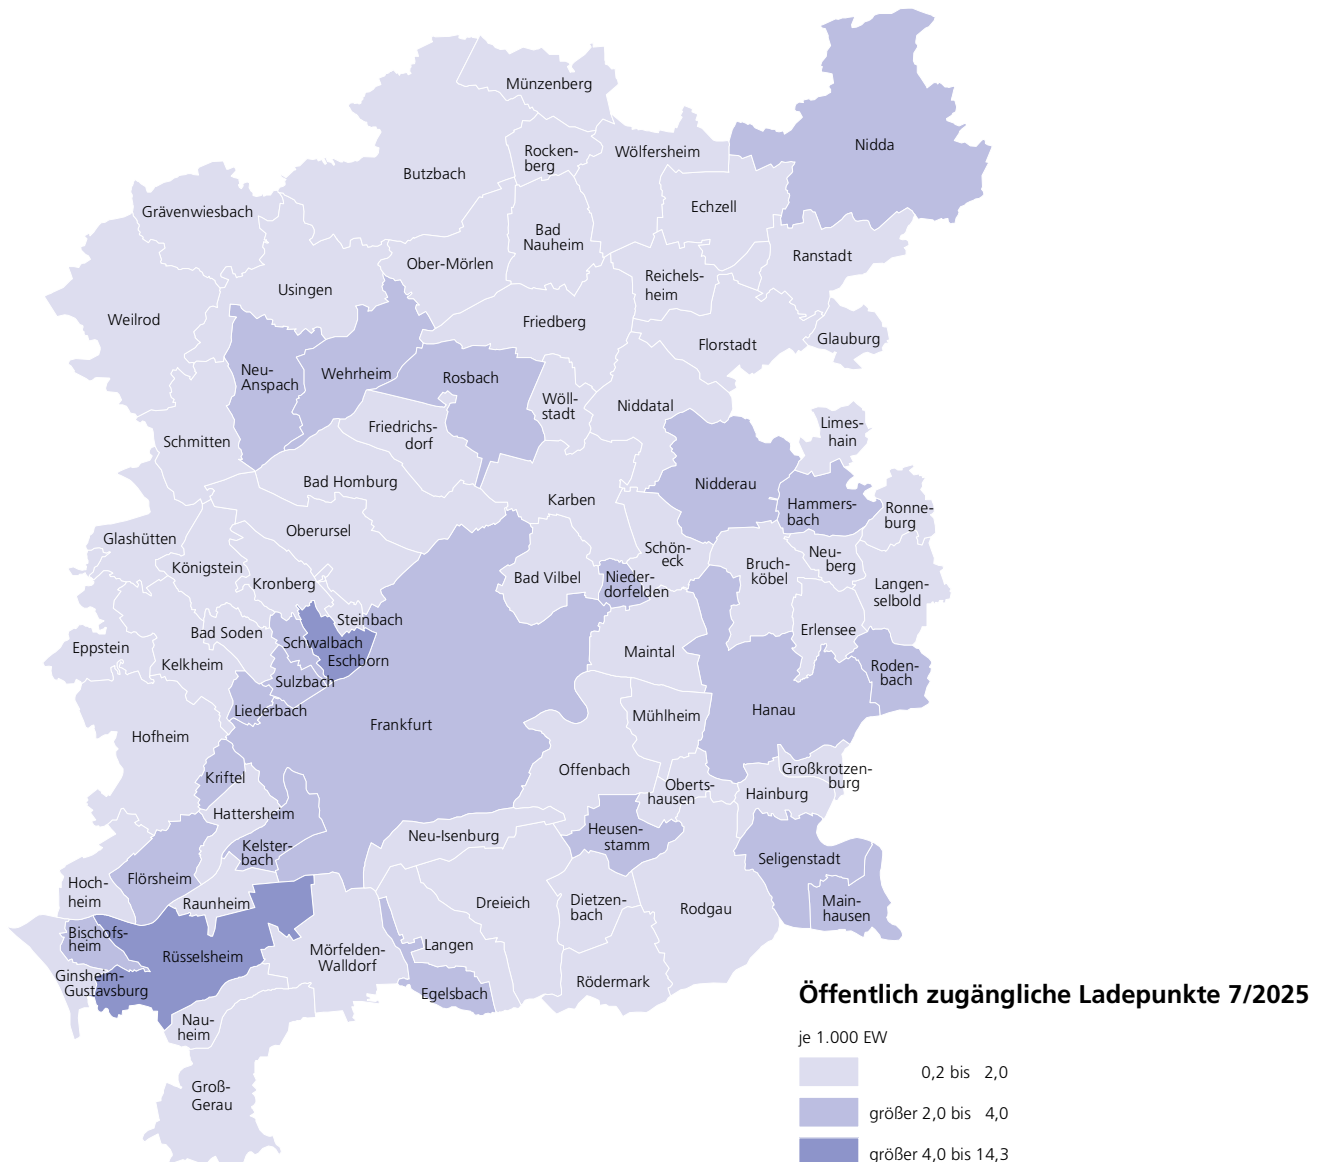 Münzenberg
Nidda
Rocken-
berg
Wölfersheim
Butzbach
Echzell
Grävenwiesbach
Bad
Nauheim
Ranstadt
Ober-Mörlen
Reichels-
heim
Usingen
Weilrod
Friedberg
Florstadt
Glauburg
Neu-
Anspach
Wehrheim
Rosbach
Wöll-
stadt
Niddatal
Limes-
hain
Friedrichs-
dorf
Schmitten
Bad Homburg
Nidderau
Karben
Hammers-
bach
Ronne-
burg
Oberursel
Glashütten
Schön-
eck
Neu-
berg
Bruch-
köbel
Königstein
Kronberg
Bad Vilbel
Nieder-
dorfelden
Langen-
selbold
Steinbach
Bad Soden
Schwalbach
Erlensee
Eppstein
Kelkheim
Eschborn
Maintal
Roden-
bach
Sulzbach
Liederbach
Frankfurt
Mühlheim
Hanau
Hofheim
Kriftel
Offenbach
Oberts-
hausen
Großkrotzen-
burg
Hainburg
Hattersheim
Neu-Isenburg
Heusen-
stamm
Kelster-
bach
Seligenstadt
Flörsheim
Hoch-
heim
Raunheim
Dreieich
Dietzen-
bach
Rodgau
Main-
hausen
Bischofs-
heim
Rüsselsheim
Mörfelden-
Walldorf
Langen
Ginsheim-
Gustavsburg
Egelsbach
Rödermark
Nau-
heim
Groß-
Gerau
Öffentlich zugängliche Ladepunkte 7/2025
je 1.000 EW
0,2 bis 2,0
größer 2,0 bis 4,0
größer 4,0 bis 14,3